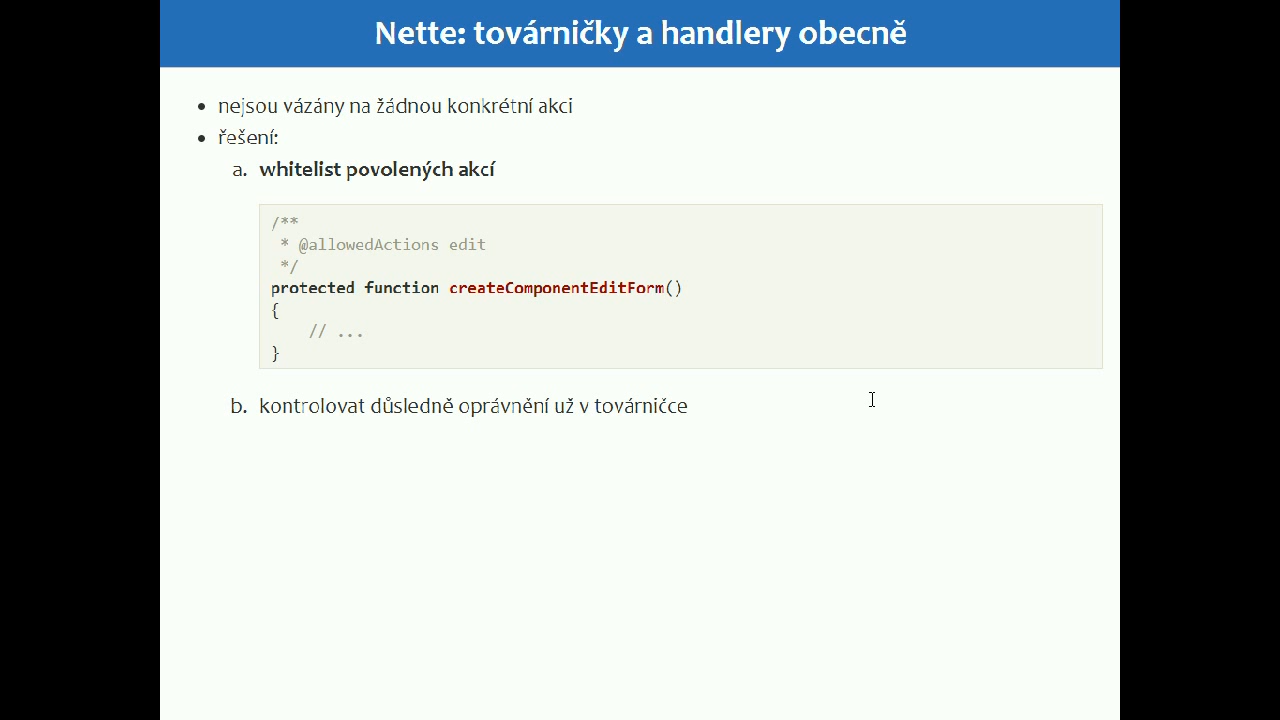 Nette: továrničky a handlery obecně
• nejsou vázány na žádnou konkrétní akci
• řešení:
a. whitelist povolených akcí
/**
 * @allowedActions edit
 */
protected function createComponentEditForm()
{
    // ...
}
b. kontrolovat důsledně oprávnění už v továrničce